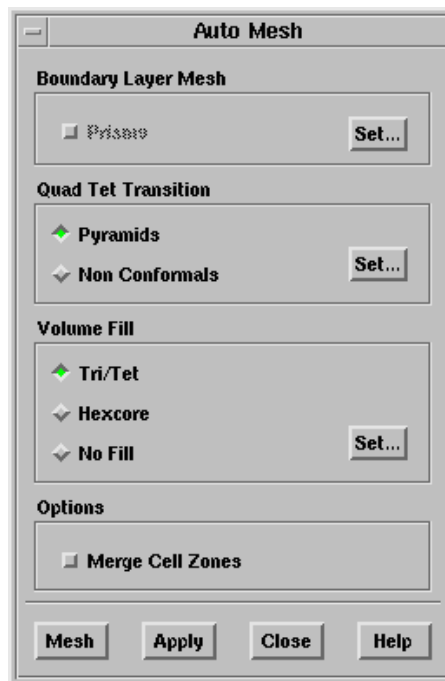 Auto Mesh
Boundary Layer Mesh
Prisms
Set...
Quad Tet Transition
Pyramids
Non Conformals
Set...
Volume Fill
Tri/Tet
Hexcore
No Fill
Set...
Options
Merge Cell Zones
Mesh Apply Close Help